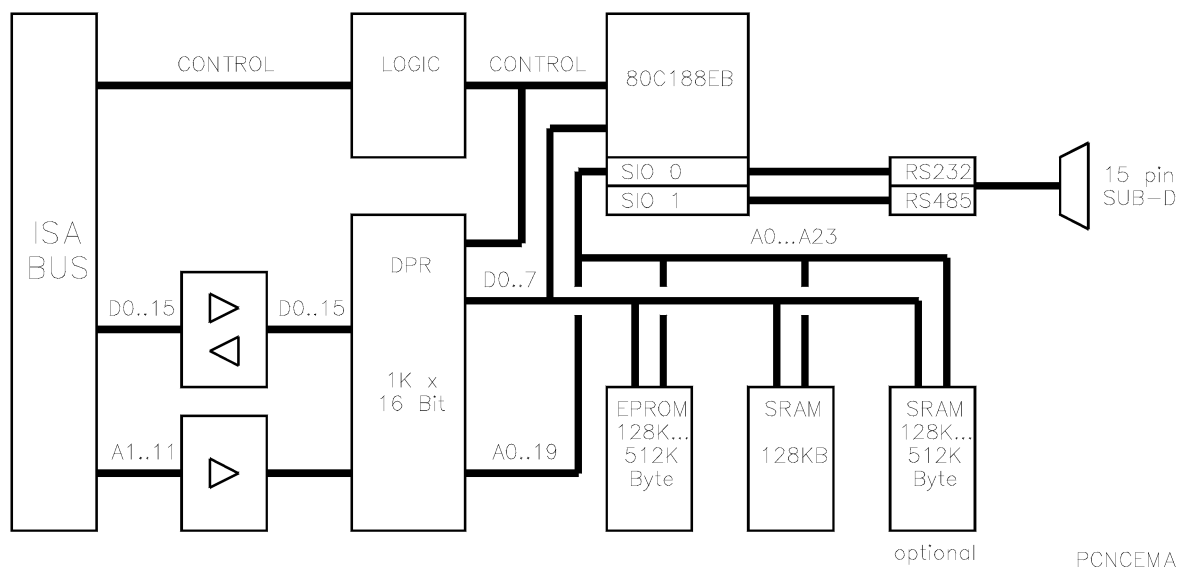 CONTROL
LOGIC
CONTROL
80C188EB
SIO 0
SIO 1
RS232
RS485
15 pin
SUB-D
ISA
BUS
A0...A23
DPR
D0..7
D0..15
D0..15
1K x
16 Bit
EPROM
128K...
512K
Byte
SRAM
128KB
SRAM
128K...
512K
Byte
A1..11
A0..19
optional
PCNCEMA